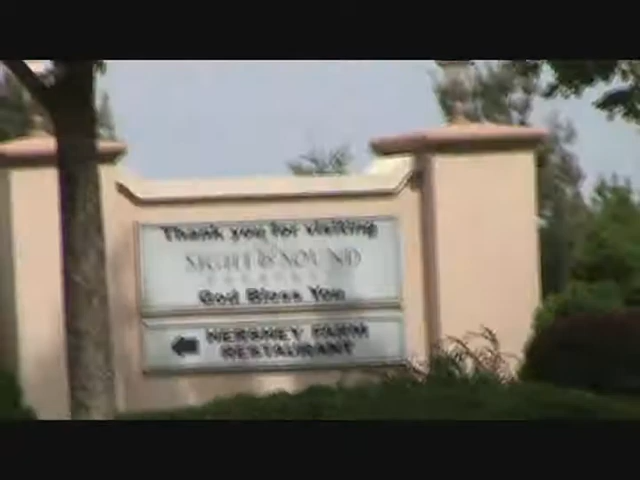 Thank you for visiting
SIGHT & SOUND
God Bless You
HERSHEY FARM
RESTAURANT